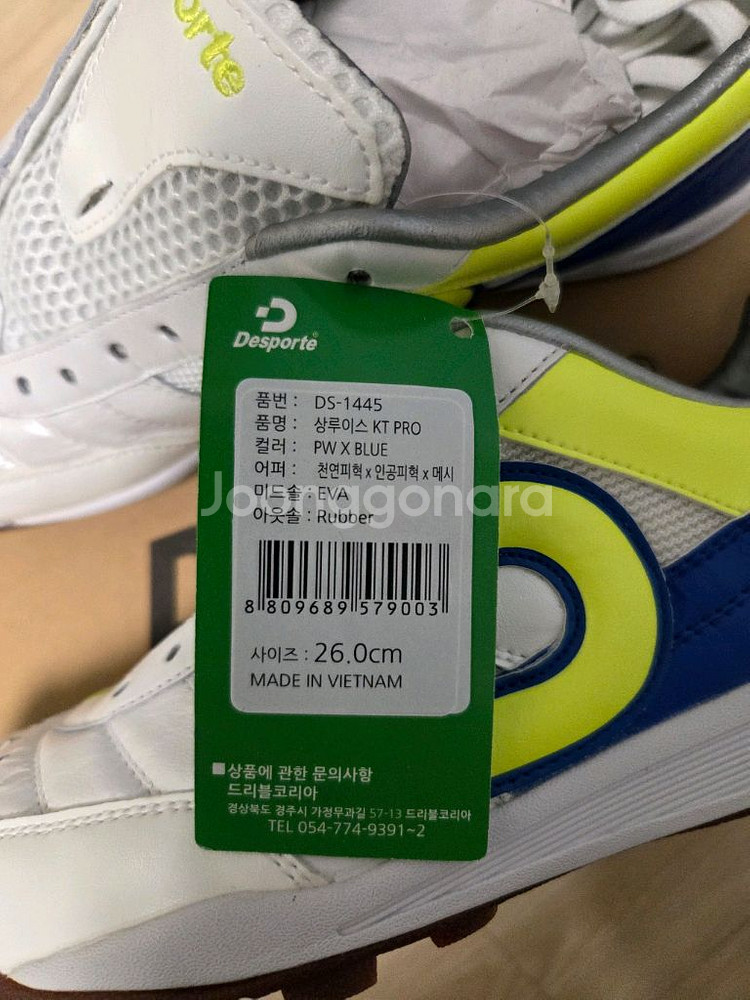 orte
Desporte®
품번 : DS-1445
품명 : 상루이스 KT PRO
컬러 : PW X BLUE
어퍼 : 천연피혁 x 인공피혁 x 메시
미드솔 : EVA
아웃솔 : Rubber
Joonggonara
8 809689 579003
사이즈 : 26.0cm
MADE IN VIETNAM
■상품에 관한 문의사항
드리블코리아
경상북도 경주시 가정무과길 57-13 드리블코리아
TEL 054-774-9391~2